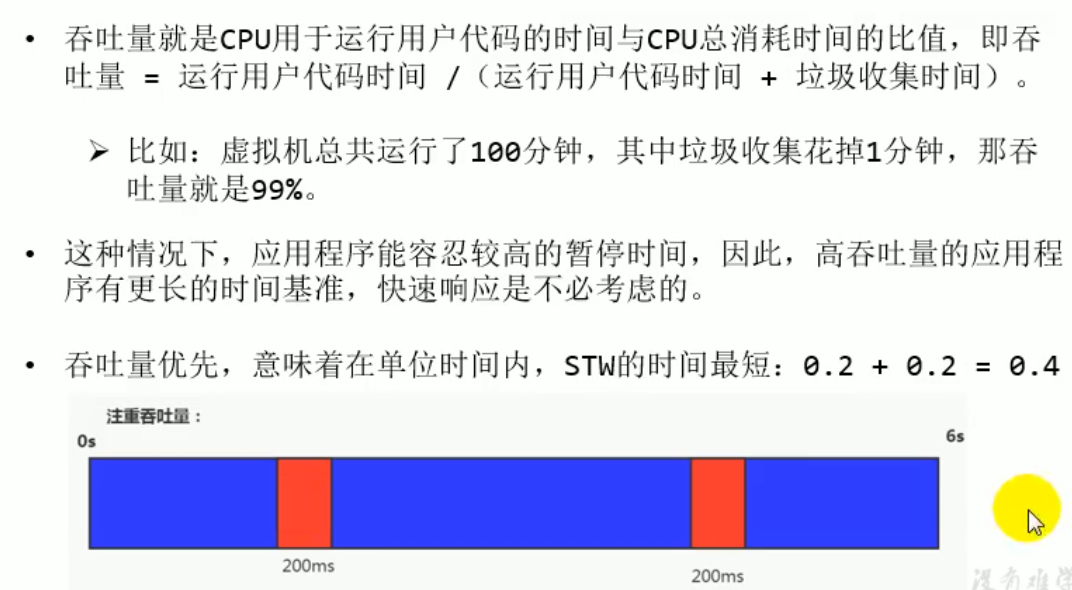 • 吞吐量就是CPU用于运行用户代码的时间与CPU总消耗时间的比值，即吞
吐量 = 运行用户代码时间 /（运行用户代码时间 + 垃圾收集时间）。
➢ 比如：虚拟机总共运行了100分钟，其中垃圾收集花掉1分钟，那吞
吐量就是99%。
• 这种情况下，应用程序能容忍较高的暂停时间，因此，高吞吐量的应用程
序有更长的时间基准，快速响应是不必考虑的。
• 吞吐量优先，意味着在单位时间内，STW的时间最短：0.2 + 0.2 = 0.4
注重吞吐量：
0s
6s
200ms
200ms
没有难学